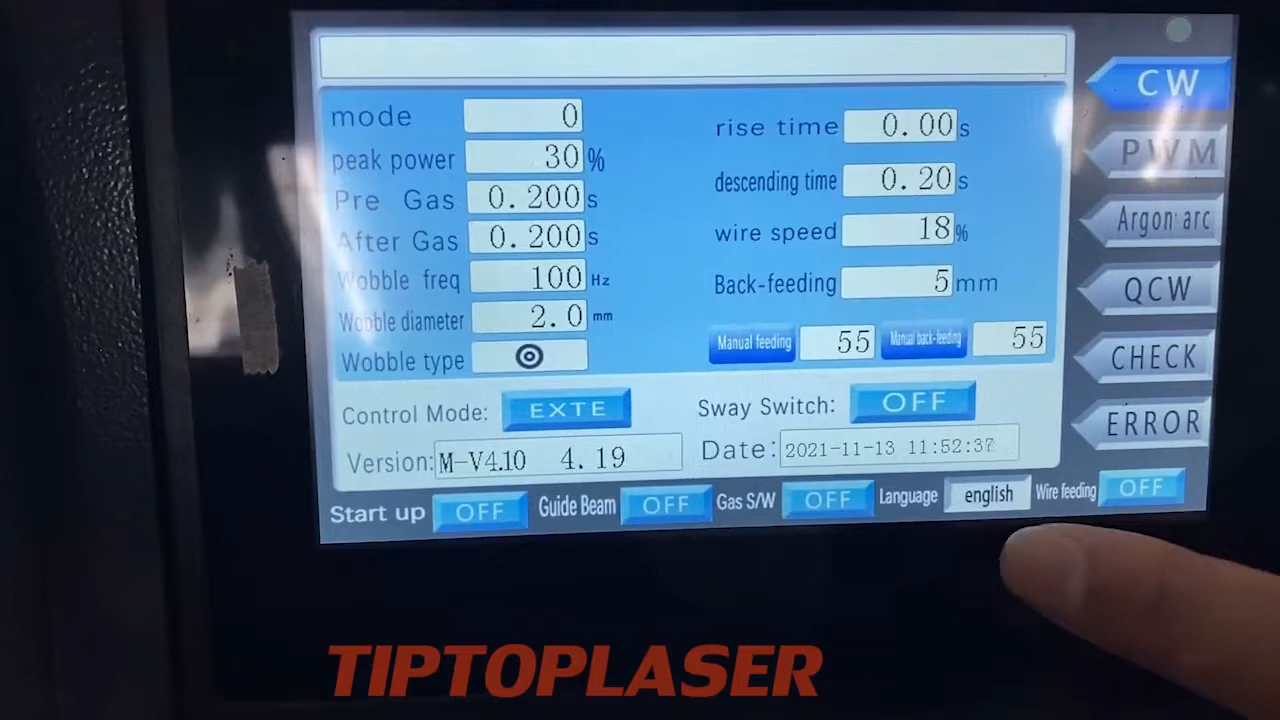 mode 0
peak power 30 %
Pre Gas 0.200 s
After Gas 0.200 s
Wobble freq 100 Hz
Wobble diameter 2.0 mm
Wobble type
rise time 0.00 s
descending time 0.20 s
wire speed 18 %
Back-feeding 5 mm
Manual feeding 55 Manual back-feeding 55
Control Mode: EXTE
Sway Switch: OFF
Version: M-V4.10 4.19
Date: 2021-11-13 11:52:37
Start up OFF Guide Beam OFF Gas S/W OFF Language english Wire feeding OFF
CW
PWM
Argon arc
QCW
CHECK
ERROR
TIPTOPLASER